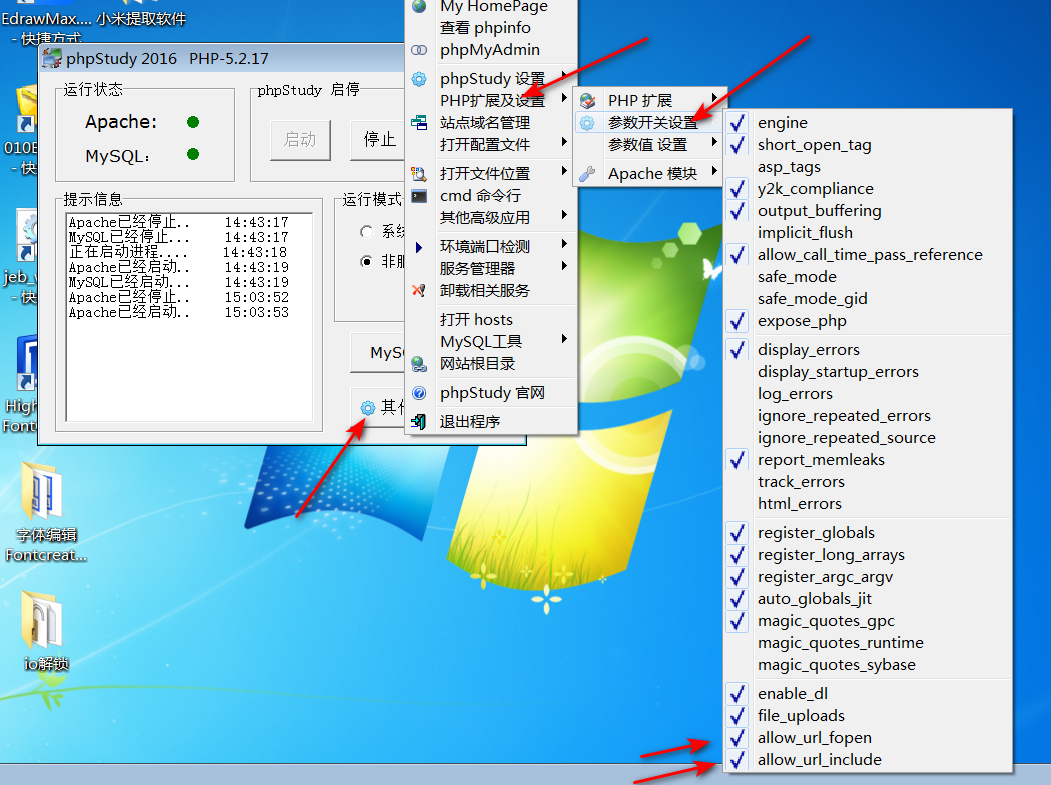 EdrawMax.... 小米提取软件
- 快捷方式
010E
- 快
jeb_v
- 快
High
Font
字体编辑
Fontcreat...
io解锁
phpStudy 2016 PHP-5.2.17
运行状态
Apache:
MySQL:
phpStudy 启停
启动
停止
提示信息
Apache已经停止.. 14:43:17
MySQL已经停止... 14:43:17
正在启动进程.... 14:43:18
Apache已经启动.. 14:43:19
MySQL已经启动... 14:43:19
Apache已经停止.. 15:03:52
Apache已经启动.. 15:03:53
运行模式
系统
非服
MyS
其他
My HomePage
查看 phpinfo
phpMyAdmin
phpStudy 设置
PHP扩展及设置
站点域名管理
打开配置文件
打开文件位置
cmd 命令行
其他高级应用
环境端口检测
服务管理器
卸载相关服务
打开 hosts
MySQL工具
网站根目录
phpStudy 官网
退出程序
PHP 扩展
参数开关设置
参数值 设置
Apache 模块
engine
short_open_tag
asp_tags
y2k_compliance
output_buffering
implicit_flush
allow_call_time_pass_reference
safe_mode
safe_mode_gid
expose_php
display_errors
display_startup_errors
log_errors
ignore_repeated_errors
ignore_repeated_source
report_memleaks
track_errors
html_errors
register_globals
register_long_arrays
register_argc_argv
auto_globals_jit
magic_quotes_gpc
magic_quotes_runtime
magic_quotes_sybase
enable_dl
file_uploads
allow_url_fopen
allow_url_include